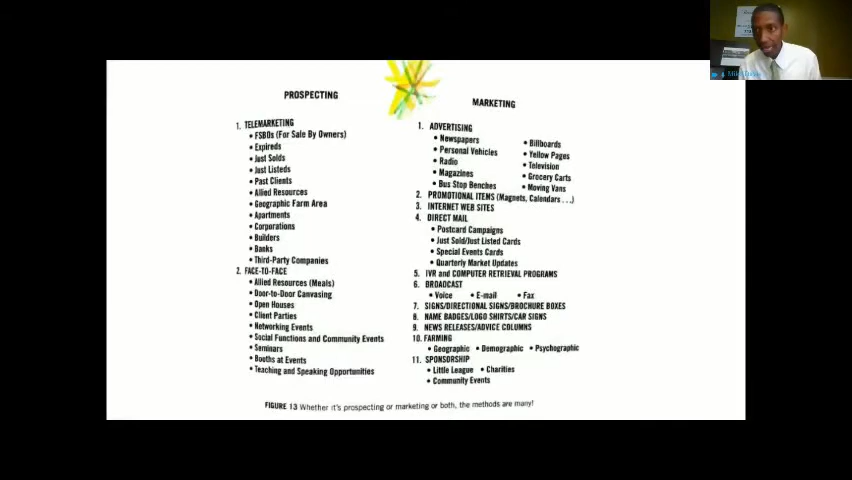 PROSPECTING
1. TELEMARKETING
• FSBOs (For Sale By Owners)
• Expireds
• Just Solds
• Just Listeds
• Past Clients
• Allied Resources
• Geographic Farm Area
• Apartments
• Corporations
• Builders
• Banks
• Third-Party Companies
2. FACE-TO-FACE
• Allied Resources (Meals)
• Door-to-Door Canvasing
• Open Houses
• Client Parties
• Networking Events
• Social Functions and Community Events
• Seminars
• Booths at Events
• Teaching and Speaking Opportunities
MARKETING
1. ADVERTISING
• Newspapers
• Personal Vehicles
• Radio
• Magazines
• Bus Stop Benches
• Billboards
• Yellow Pages
• Television
• Grocery Carts
• Moving Vans
2. PROMOTIONAL ITEMS (Magnets, Calendars . . .)
3. INTERNET WEB SITES
4. DIRECT MAIL
• Postcard Campaigns
• Just Sold/Just Listed Cards
• Special Events Cards
• Quarterly Market Updates
5. IVR and COMPUTER RETRIEVAL PROGRAMS
6. BROADCAST
• Voice • E-mail • Fax
7. SIGNS/DIRECTIONAL SIGNS/BROCHURE BOXES
8. NAME BADGES/LOGO SHIRTS/CAR SIGNS
9. NEWS RELEASES/ADVICE COLUMNS
10. FARMING
• Geographic • Demographic • Psychographic
11. SPONSORSHIP
• Little League • Charities
• Community Events
FIGURE 13 Whether it's prospecting or marketing or both, the methods are many!